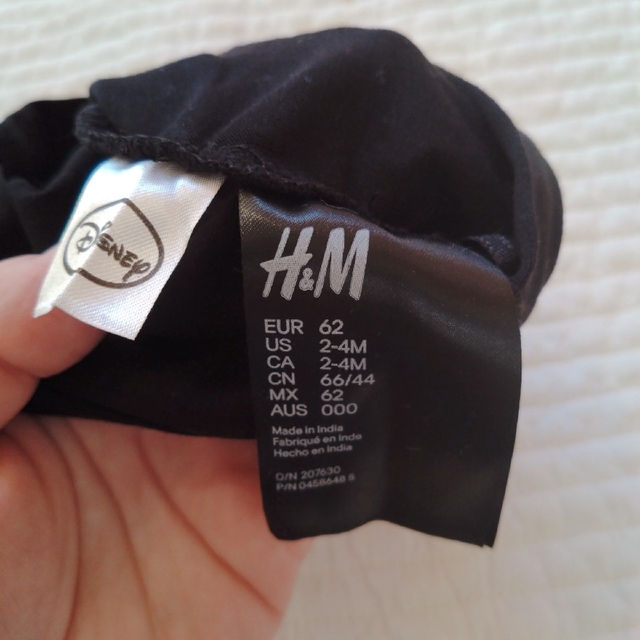 Disney
H&M
EUR 62
US 2-4M
CA 2-4M
CN 66/44
MX 62
AUS 000
Made in India
Fabriqué en Inde
Hecho en India
O/N 207630
P/N 0458648 5